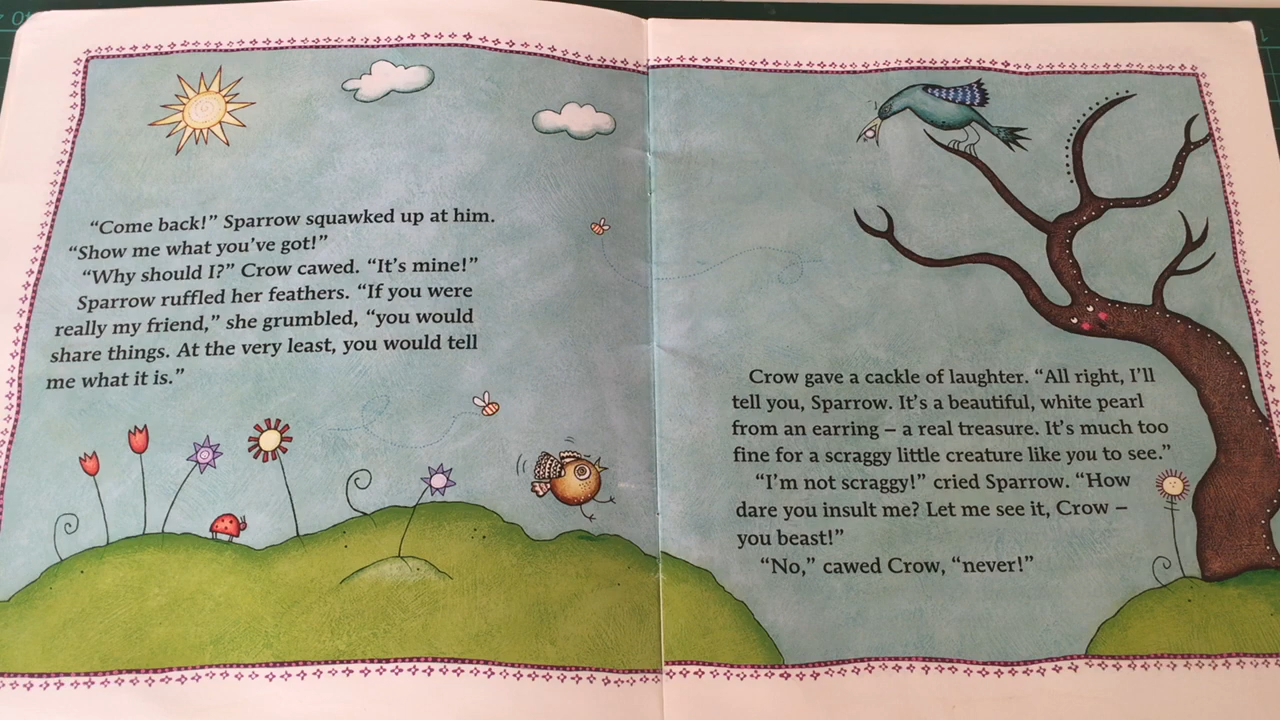 “Come back!” Sparrow squawked up at him.
“Show me what you’ve got!”
“Why should I?” Crow cawed. “It’s mine!”
Sparrow ruffled her feathers. “If you were
really my friend,” she grumbled, “you would
share things. At the very least, you would tell
me what it is.”
Crow gave a cackle of laughter. “All right, I’ll
tell you, Sparrow. It’s a beautiful, white pearl
from an earring – a real treasure. It’s much too
fine for a scraggy little creature like you to see.”
“I’m not scraggy!” cried Sparrow. “How
dare you insult me? Let me see it, Crow –
you beast!”
“No,” cawed Crow, “never!”